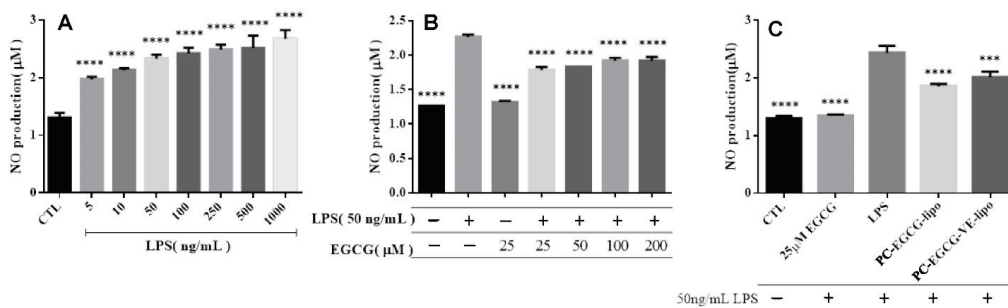 A
NO production(μM)
3
2
1
0
****
****
****
****
****
****
****
CTL
5
10
50
100
250
500
1000
LPS( ng/mL)
B
NO production( μM)
2.5
2.0
1.5
1.0
0.5
0.0
****
****
****
****
****
****
LPS( 50 ng/mL)
– + – + + + +
EGCG( μM)
– – 25 25 50 100 200
C
NO production(μM)
3
2
1
0
****
****
****
***
CTL
25μM EGCG
LPS
PC-EGCG-lipo
PC-EGCG-VE-lipo
50ng/mL LPS – + + + +